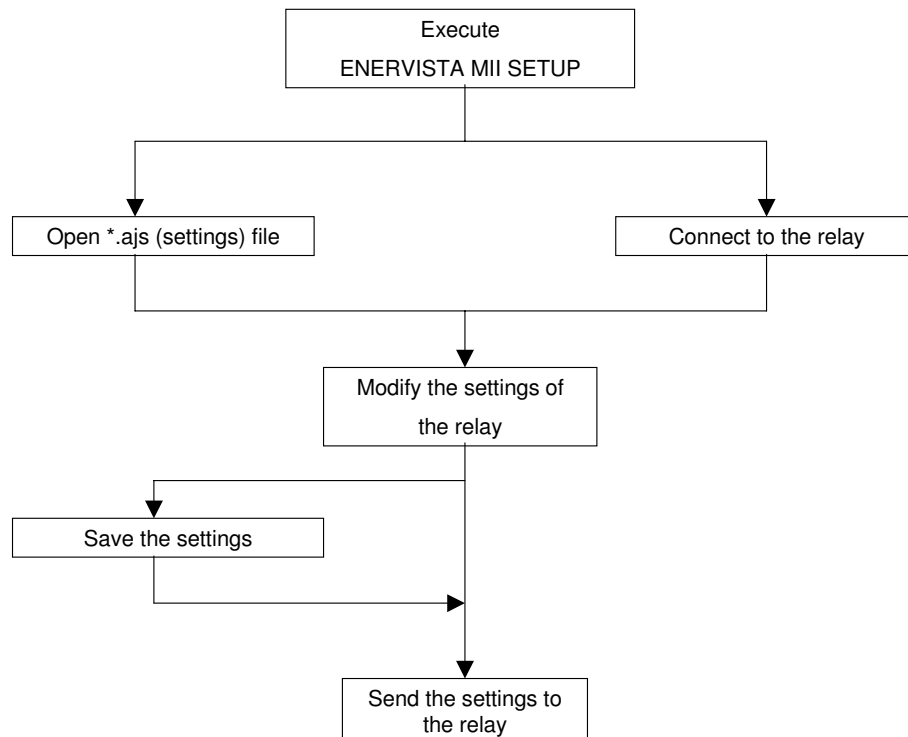 Execute
ENERVISTA MII SETUP
Open *.ajs (settings) file
Connect to the relay
Modify the settings of
the relay
Save the settings
Send the settings to
the relay